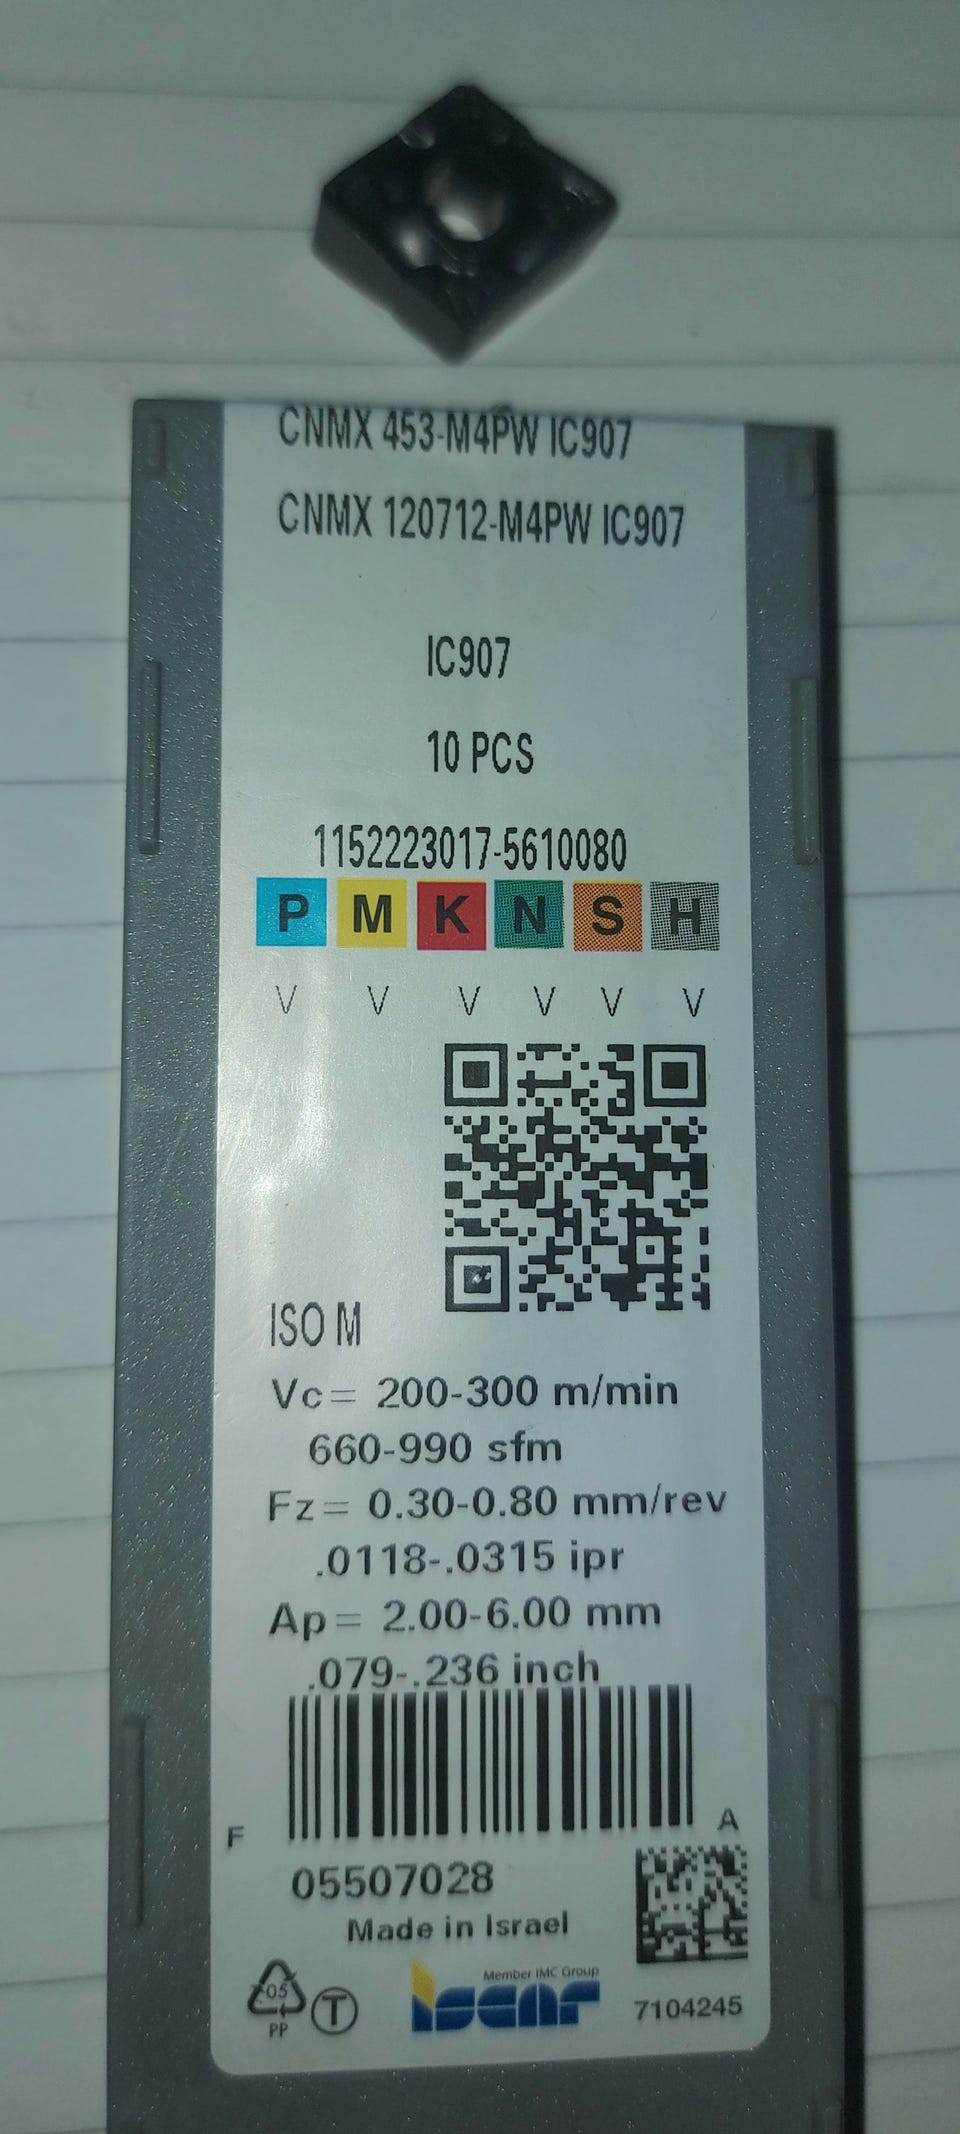 CNMX 453-M4PW IC907
CNMX 120712-M4PW IC907
IC907
10 PCS
1152223017-5610080
P M K N S H
V V V V V V
ISO M
Vc= 200-300 m/min
660-990 sfm
Fz= 0.30-0.80 mm/rev
.0118-.0315 ipr
Ap= 2.00-6.00 mm
.079-.236 inch
F A
05507028
Made in Israel
Member IMC Group
05 PP T iscar 7104245